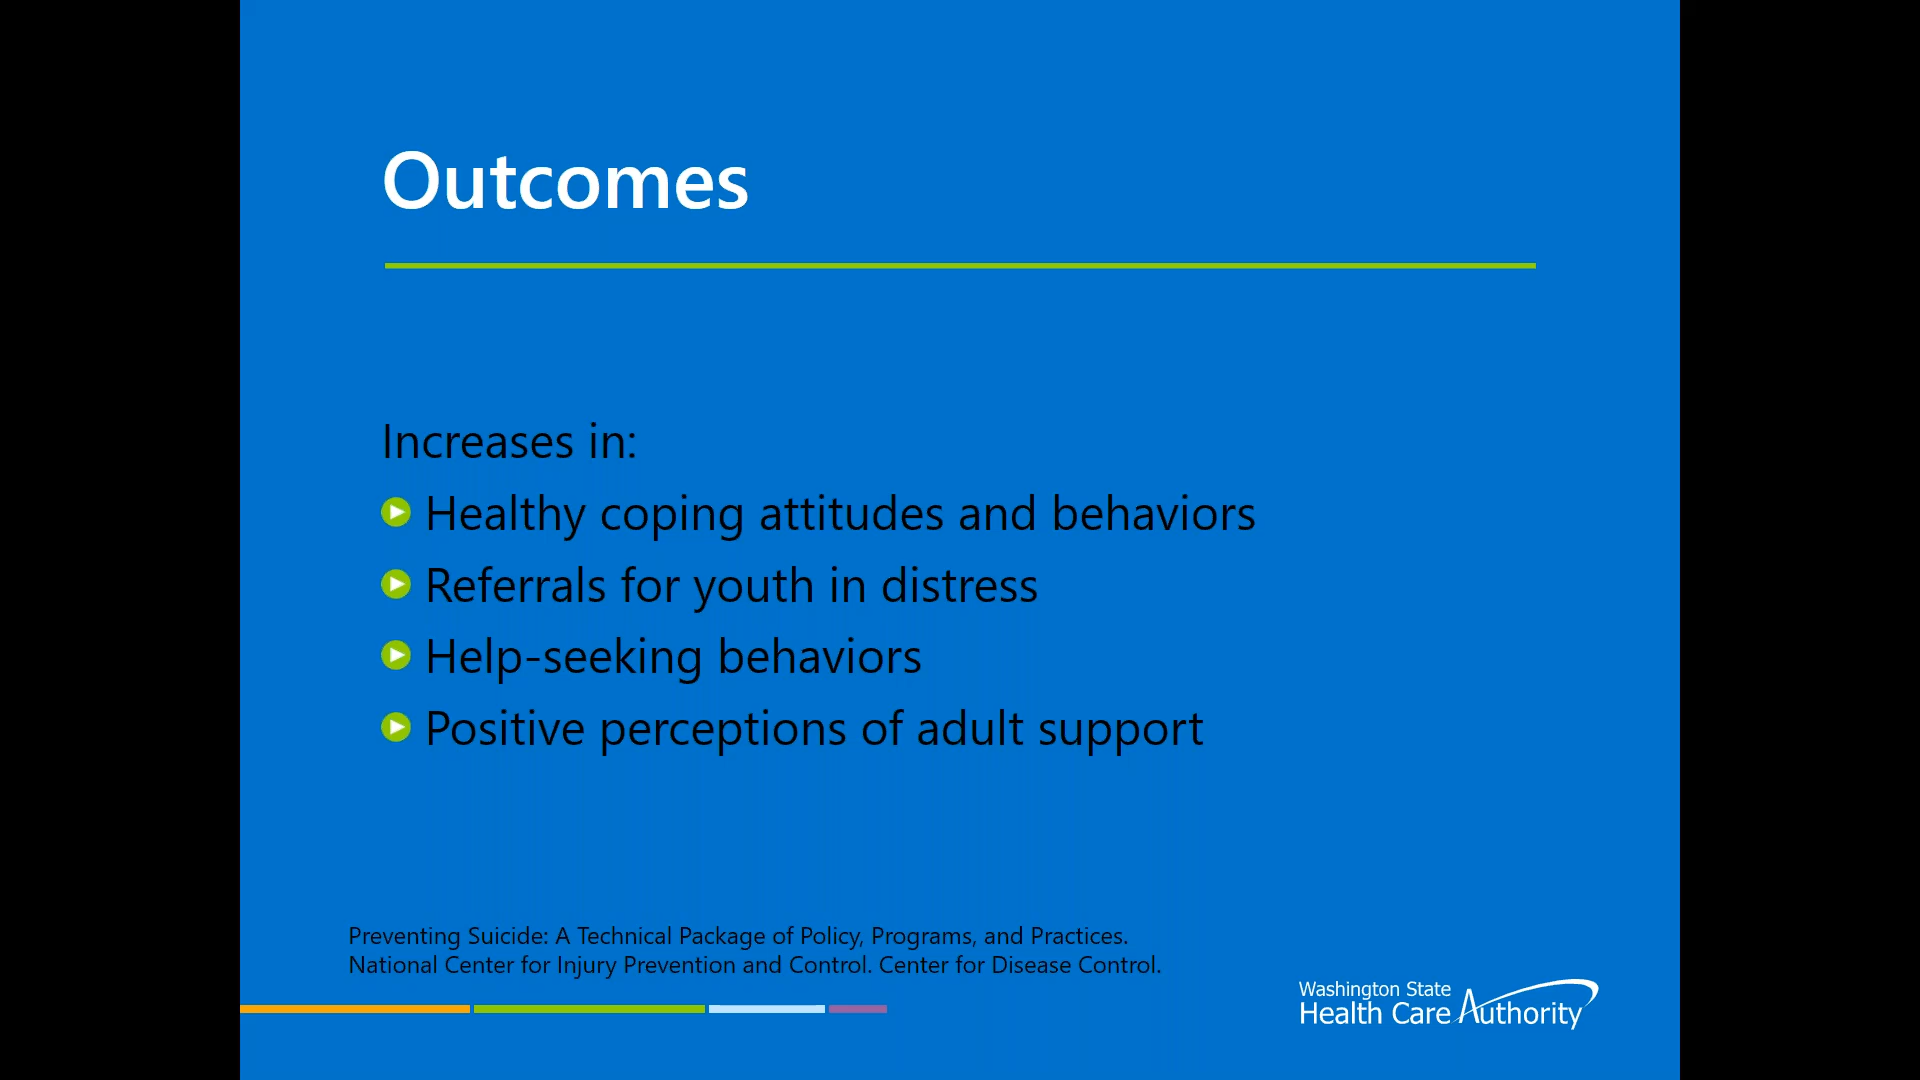 Outcomes
Increases in:
Healthy coping attitudes and behaviors
Referrals for youth in distress
Help-seeking behaviors
Positive perceptions of adult support
Preventing Suicide: A Technical Package of Policy, Programs, and Practices.
National Center for Injury Prevention and Control. Center for Disease Control.
Washington State
Health Care Authority